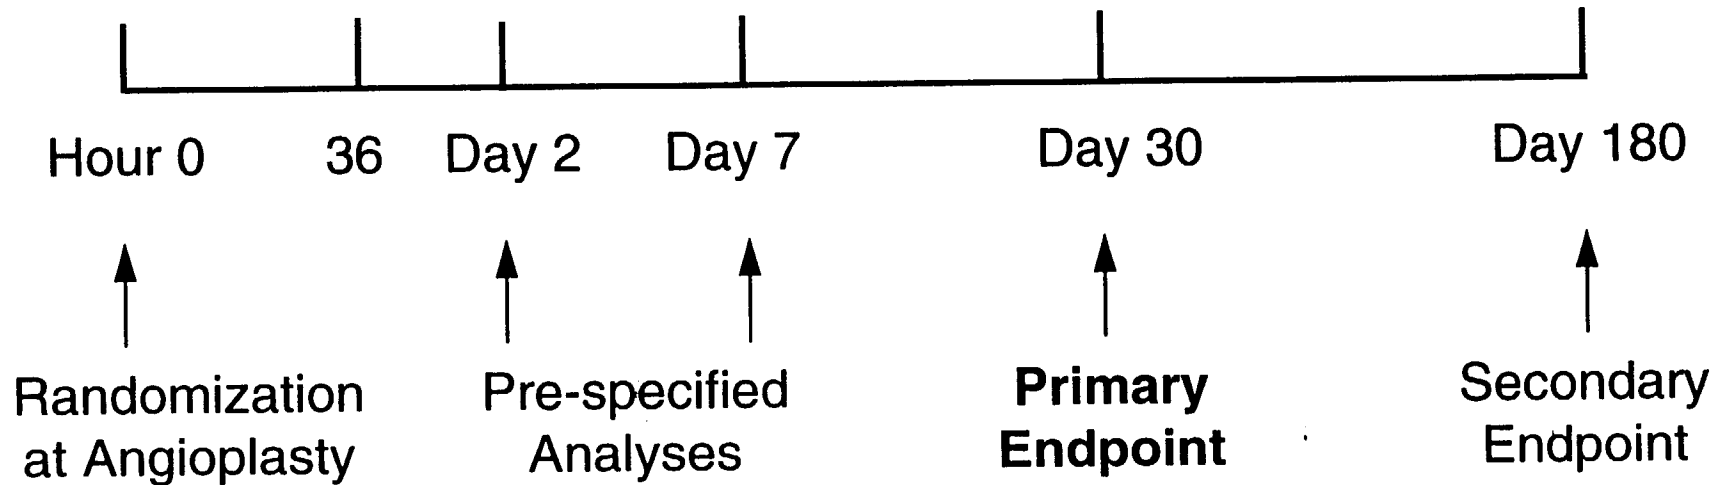 Hour 0 36 Day 2 Day 7 Day 30 Day 180
Randomization at Angioplasty
Pre-specified Analyses
Primary Endpoint
Secondary Endpoint